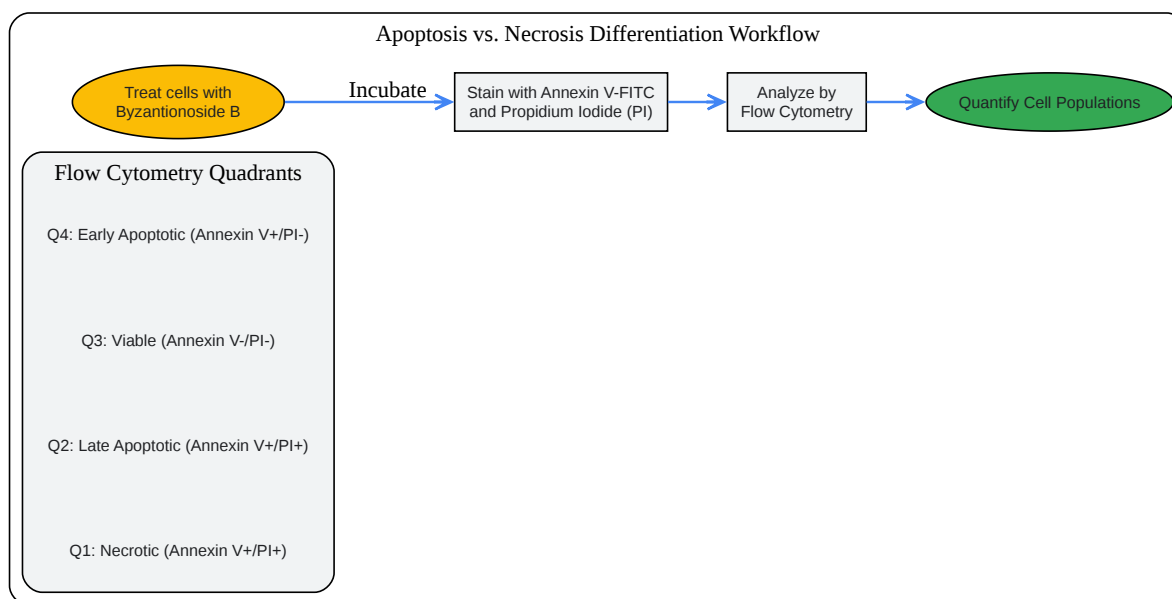 Apoptosis vs. Necrosis Differentiation Workflow
Treat cells with
Byzantionoside B
Incubate
Stain with Annexin V-FITC
and Propidium Iodide (PI)
Analyze by
Flow Cytometry
Quantify Cell Populations
Flow Cytometry Quadrants
Q4: Early Apoptotic (Annexin V+/PI-)
Q3: Viable (Annexin V-/PI-)
Q2: Late Apoptotic (Annexin V+/PI+)
Q1: Necrotic (Annexin V+/PI+)